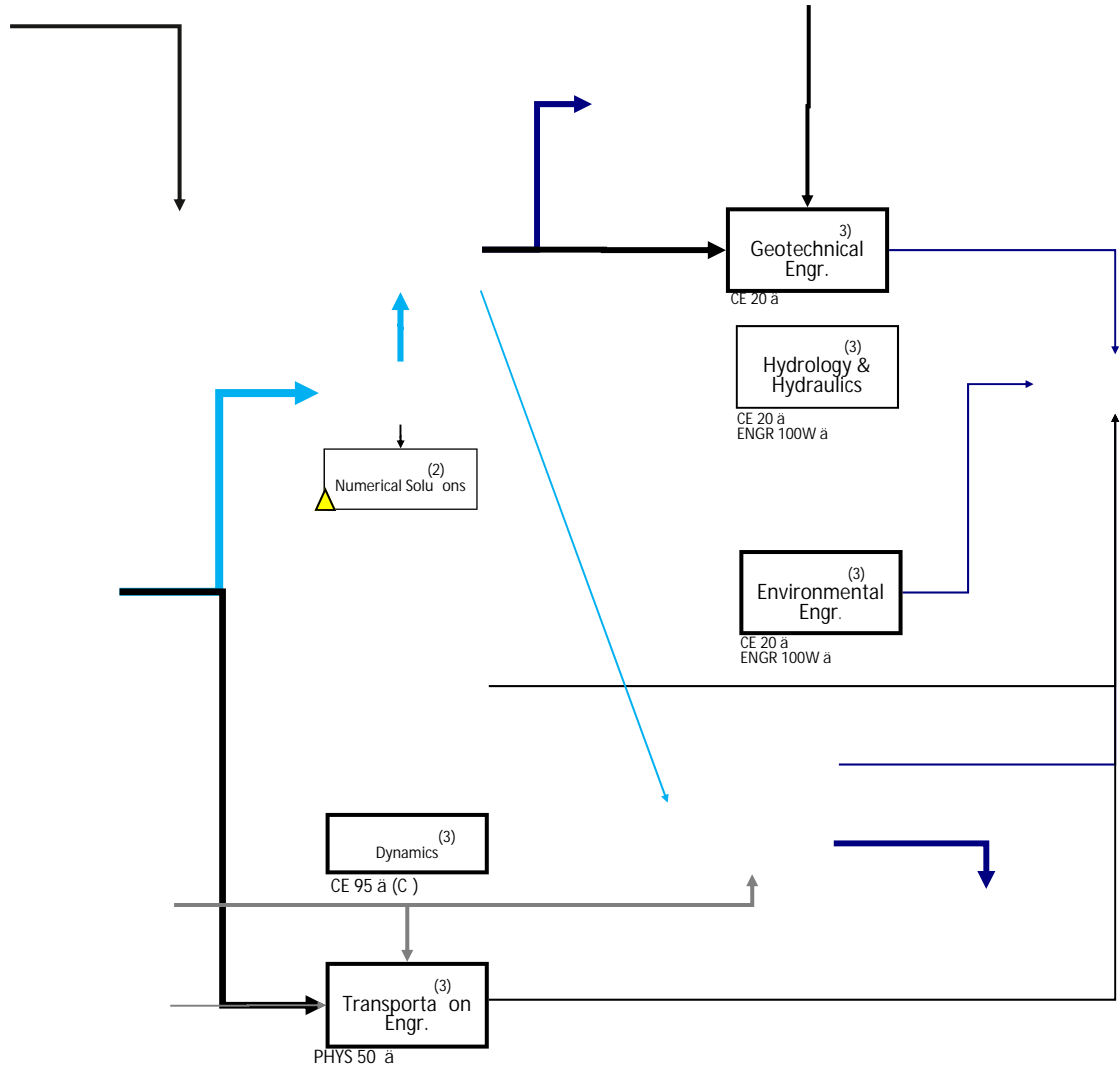 3)
Geotechnical
Engr.
CE 20 ä
(3)
Hydrology &
Hydraulics
CE 20 ä
ENGR 100W ä
(2)
Numerical Solu ons
(3)
Environmental
Engr.
CE 20 ä
ENGR 100W ä
(3)
Dynamics
CE 95 ä (C )
(3)
Transporta on
Engr.
PHYS 50 ä